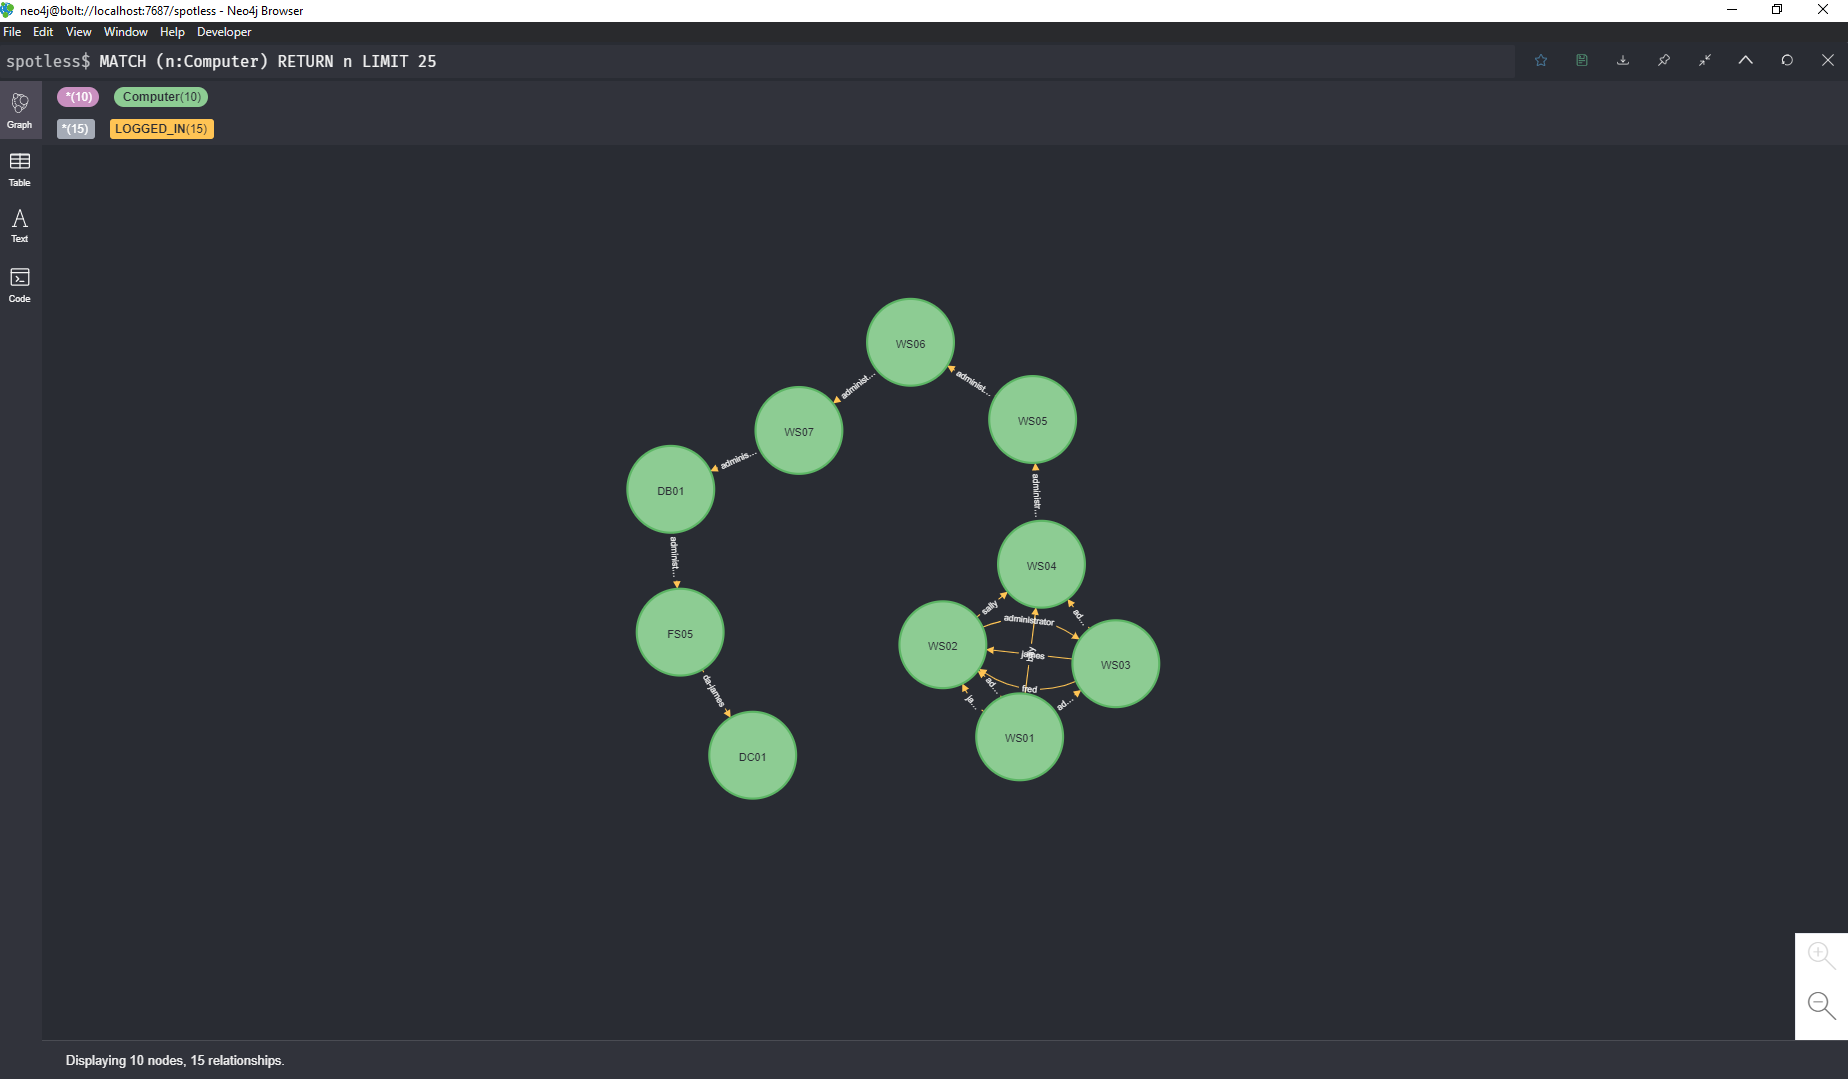 neo4j@bolt://localhost:7687/spotless - Neo4j Browser
File Edit View Window Help Developer
spotless$ MATCH (n:Computer) RETURN n LIMIT 25
*(10) Computer(10)
*(15) LOGGED_IN(15)
Graph
Table
Text
Code
WS06
administ...
administ...
WS05
WS07
adminis...
DB01
administr...
administ...
WS04
sally
ad...
administrator
FS05
WS02
james
WS03
da-james
fred
ad...
ja...
ad...
WS01
DC01
Displaying 10 nodes, 15 relationships.